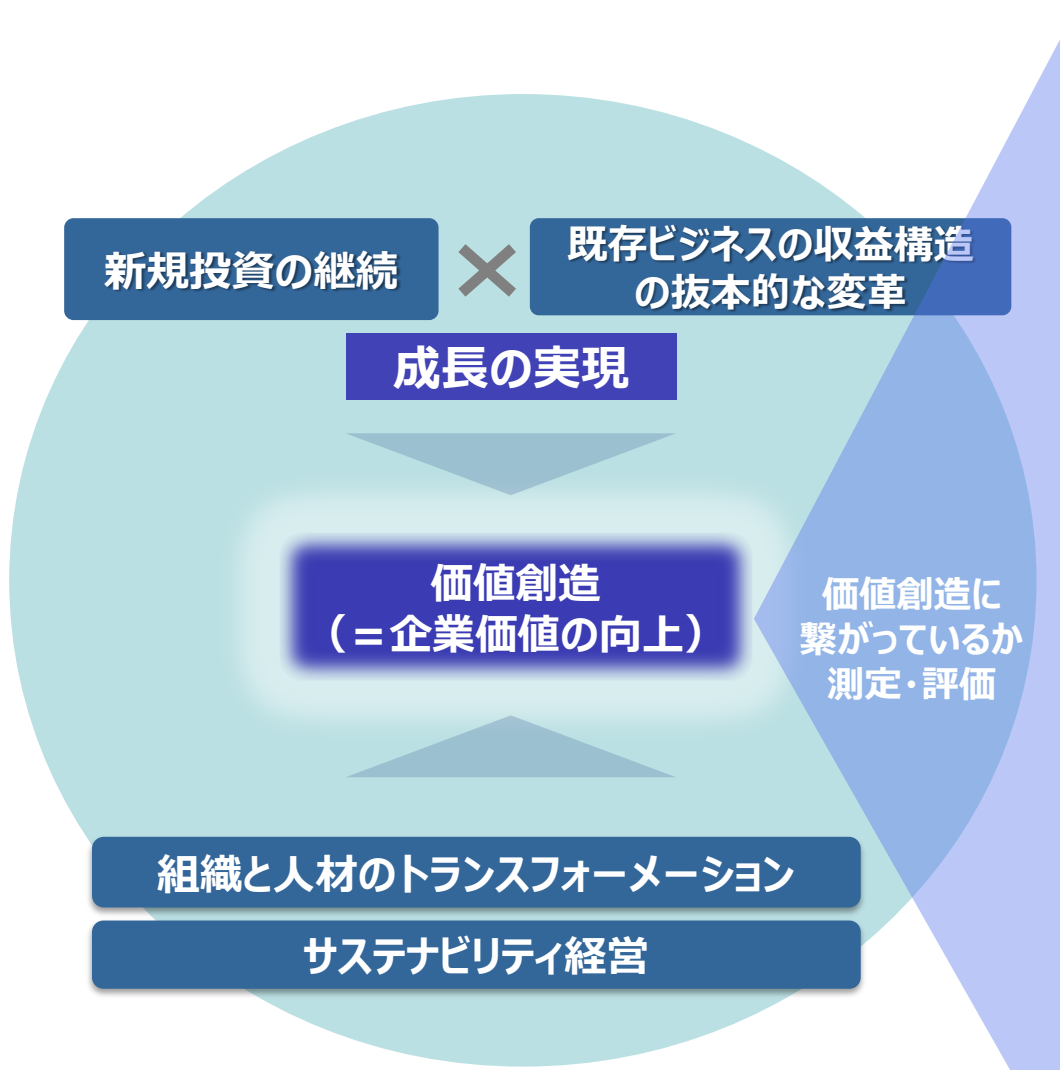 新規投資の継続
×
既存ビジネスの収益構造
の抜本的な変革
成長の実現
価値創造
（＝企業価値の向上）
価値創造に
繋がっているか
測定・評価
組織と人材のトランスフォーメーション
サステナビリティ経営